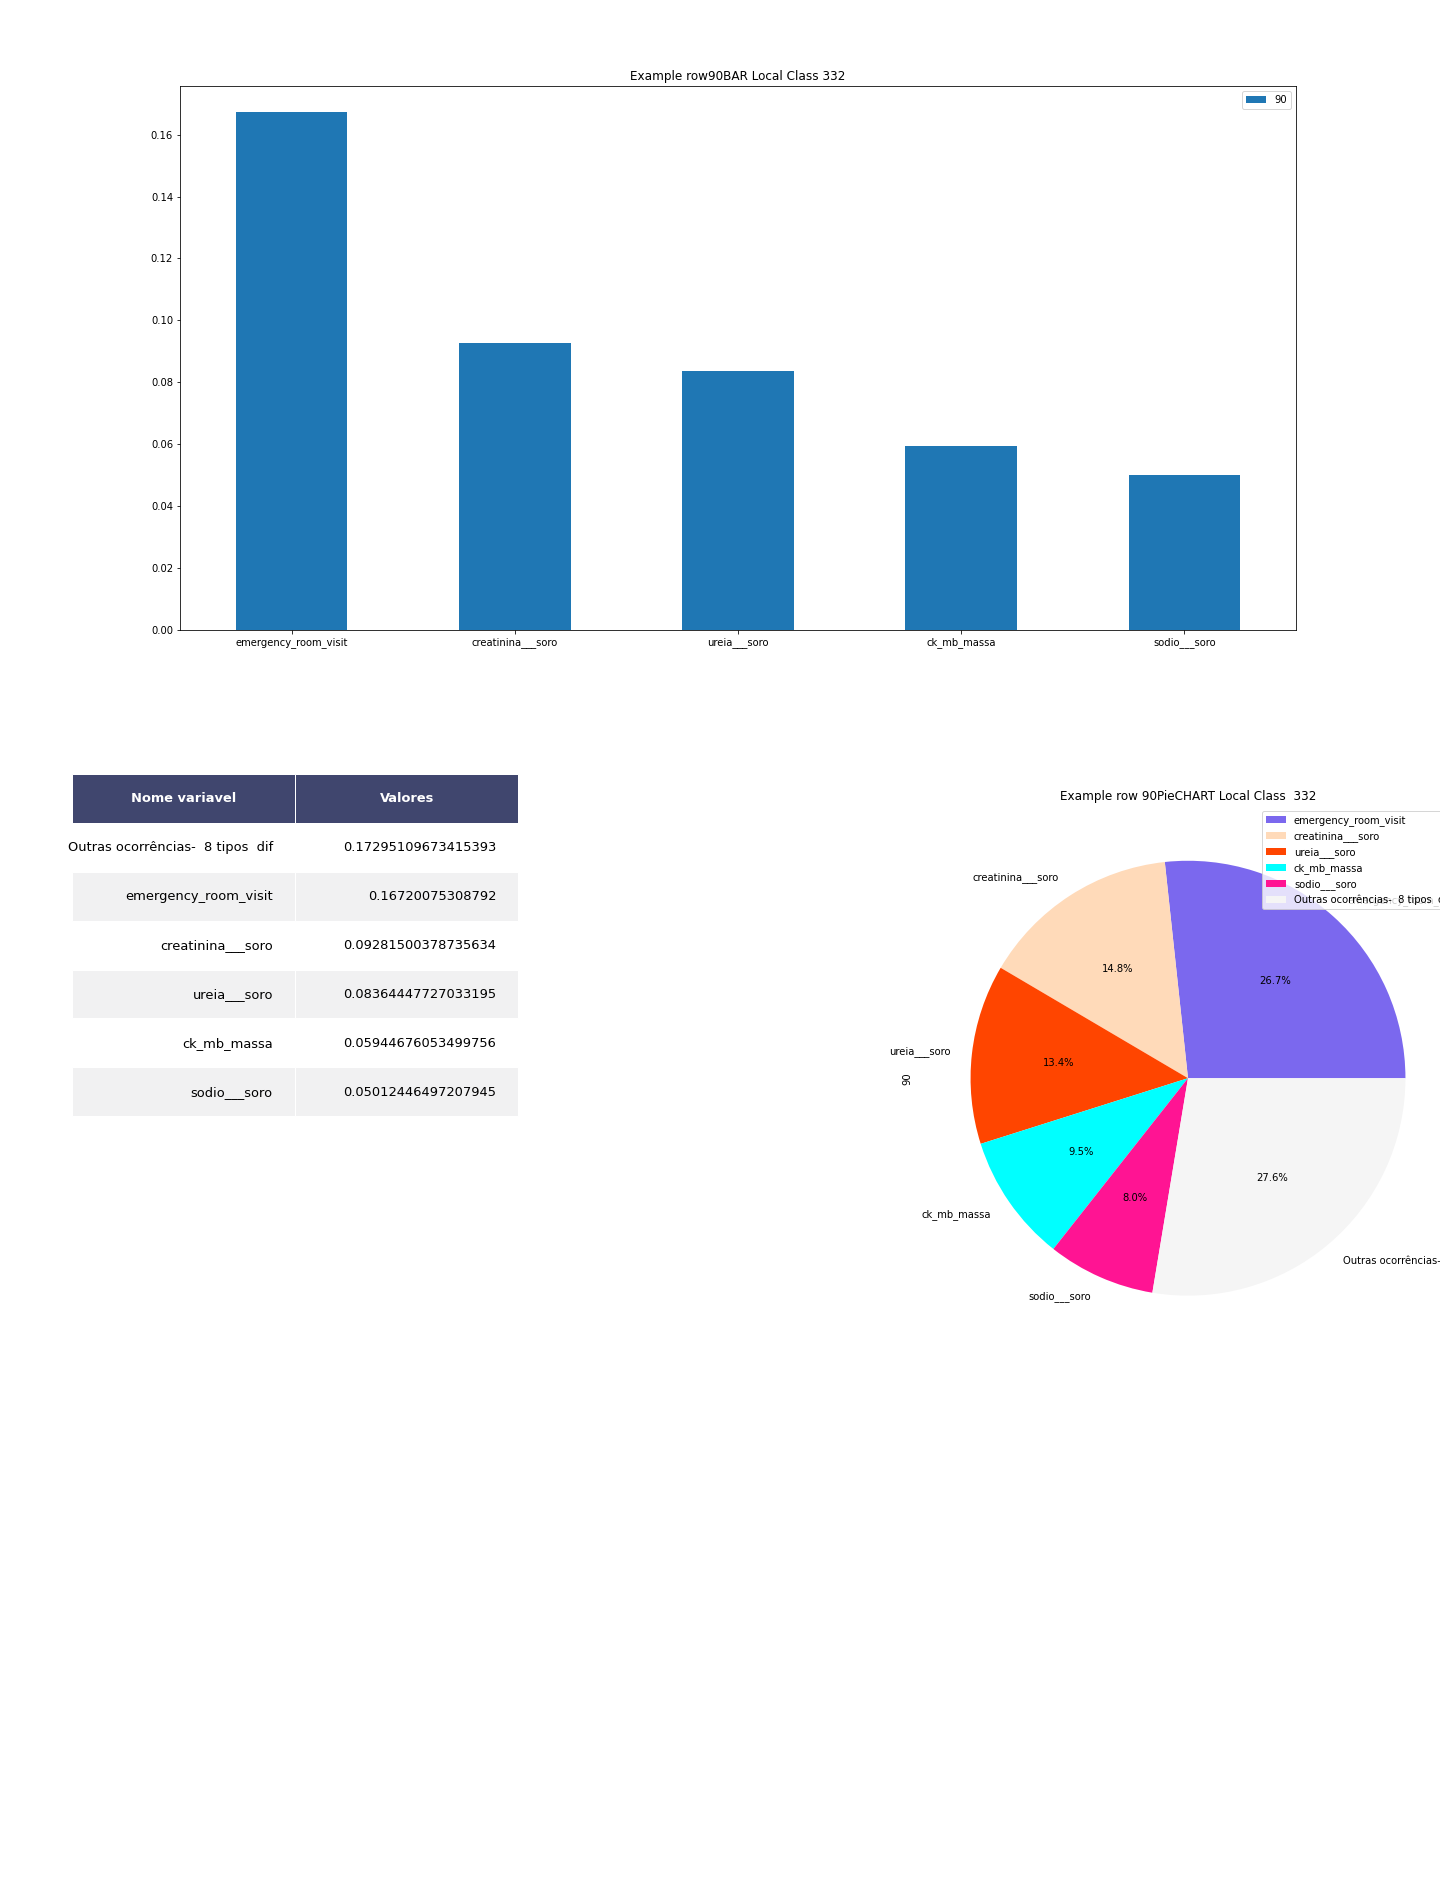 Example row90BAR Local Class 332
90
0.16
0.14
0.12
0.10
0.08
0.06
0.04
0.02
0.00
emergency_room_visit
creatinina___soro
ureia___soro
ck_mb_massa
sodio___soro
Nome variavel Valores
Outras ocorrências-  8 tipos  dif 0.17295109673415393
emergency_room_visit 0.16720075308792
creatinina___soro 0.09281500378735634
ureia___soro 0.08364447727033195
ck_mb_massa 0.05944676053499756
sodio___soro 0.05012446497207945
Example row 90PieCHART Local Class  332
emergency_room_visit
creatinina___soro
ureia___soro
ck_mb_massa
sodio___soro
Outras ocorrências-  8 tipos
creatinina___soro
14.8%
26.7%
ureia___soro
13.4%
90
9.5%
8.0%
27.6%
ck_mb_massa
Outras ocorrências-
sodio___soro